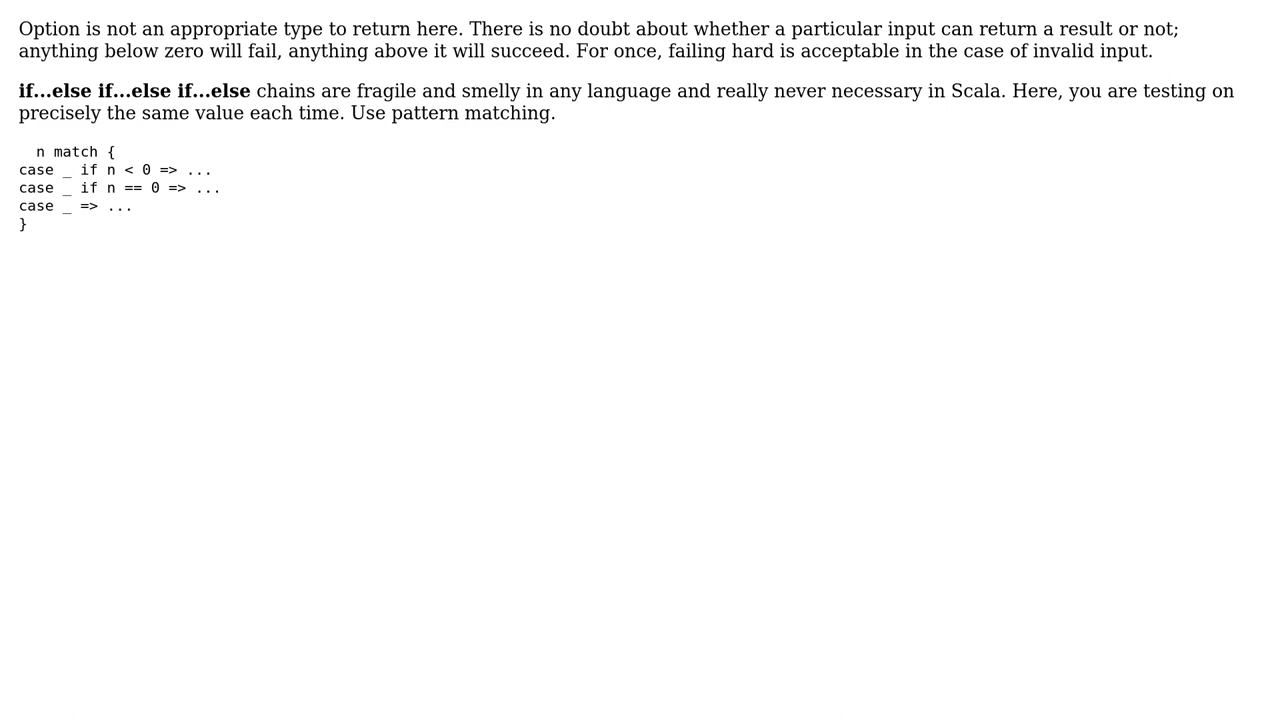 Option is not an appropriate type to return here. There is no doubt about whether a particular input can return a result or not;
anything below zero will fail, anything above it will succeed. For once, failing hard is acceptable in the case of invalid input.
if...else if...else if...else chains are fragile and smelly in any language and really never necessary in Scala. Here, you are testing on
precisely the same value each time. Use pattern matching.
n match {
case _ if n < 0 => ...
case _ if n == 0 => ...
case _ => ...
}